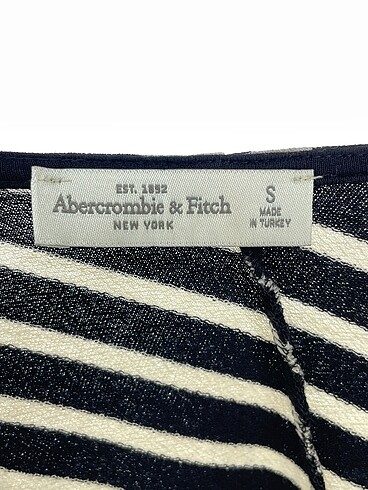 EST. 1892
Abercrombie & Fitch
NEW YORK
S
MADE
IN TURKEY